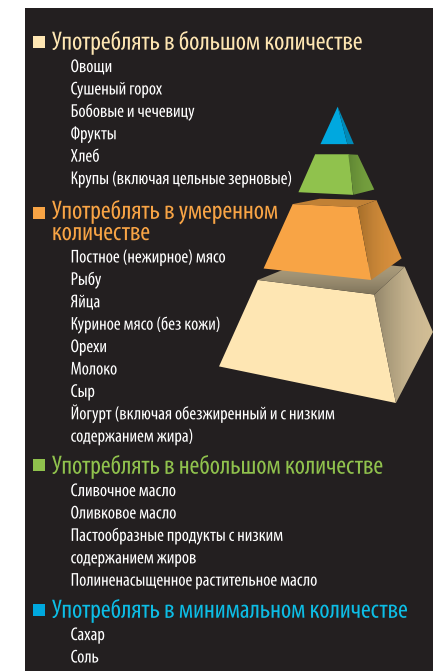 Употреблять в большом количестве
Овощи
Сушеный горох
Бобовые и чечевицу
Фрукты
Хлеб
Крупы (включая цельные зерновые)
Употреблять в умеренном
количестве
Постное (нежирное) мясо
Рыбу
Яйца
Куриное мясо (без кожи)
Орехи
Молоко
Сыр
Йогурт (включая обезжиренный и с низким
содержанием жира)
Употреблять в небольшом количестве
Сливочное масло
Оливковое масло
Пастообразные продукты с низким
содержанием жиров
Полиненасыщенное растительное масло
Употреблять в минимальном количестве
Сахар
Соль